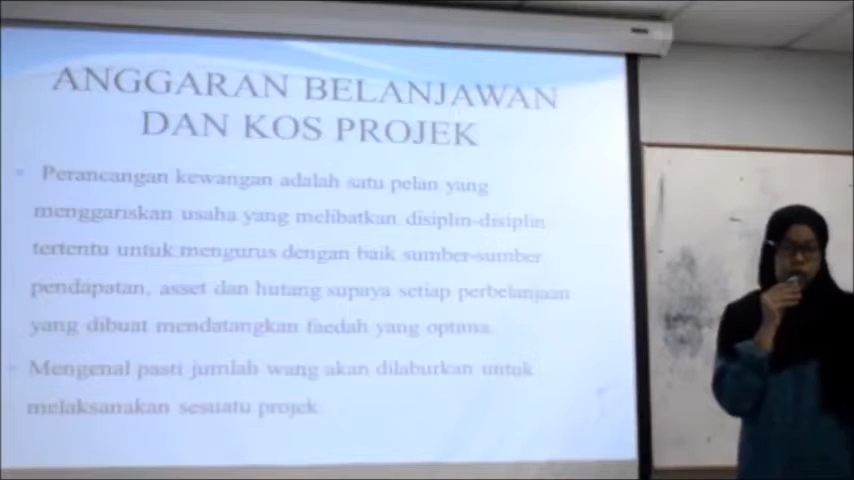 ANGGARAN BELANJAWAN
DAN KOS PROJEK
Perancangan kewangan adalah satu pelan yang
menggariskan usaha yang melibatkan disiplin-disiplin
tertentu untuk mengurus dengan baik sumber-sumber
pendapatan, asset dan hutang supaya setiap perbelanjaan
yang dibuat mendatangkan faedah yang optima.
Mengenal pasti jumlah wang akan dilaburkan untuk
melaksanakan sesuatu projek.